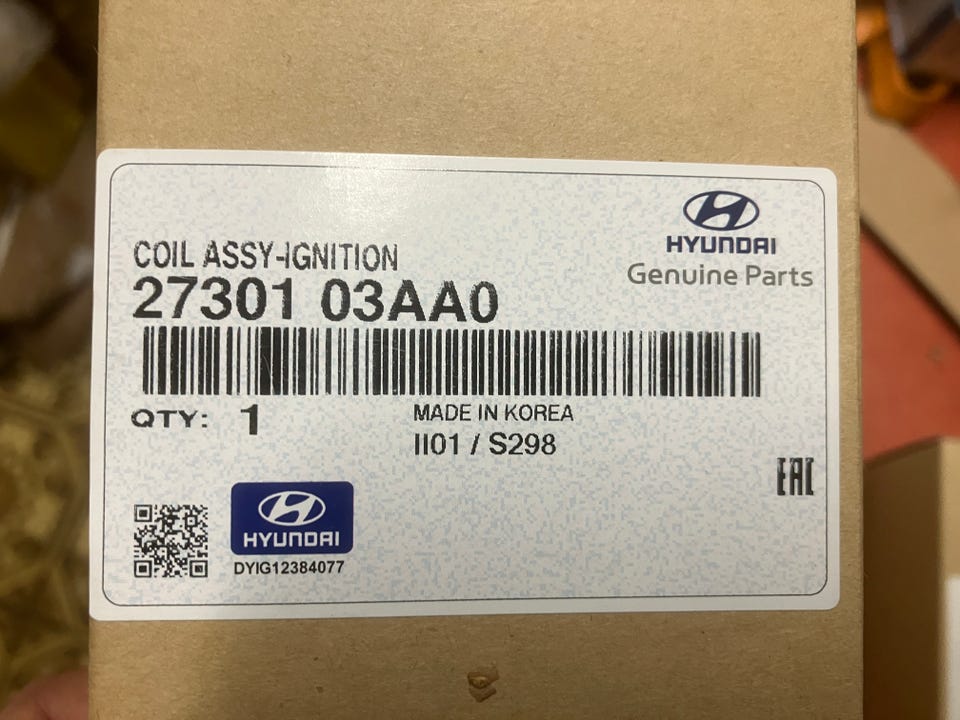 HYUNDAI
Genuine Parts
COIL ASSY-IGNITION
27301 03AA0
QTY: 1
MADE IN KOREA
II01 / S298
EAC
HYUNDAI
DYIG12384077